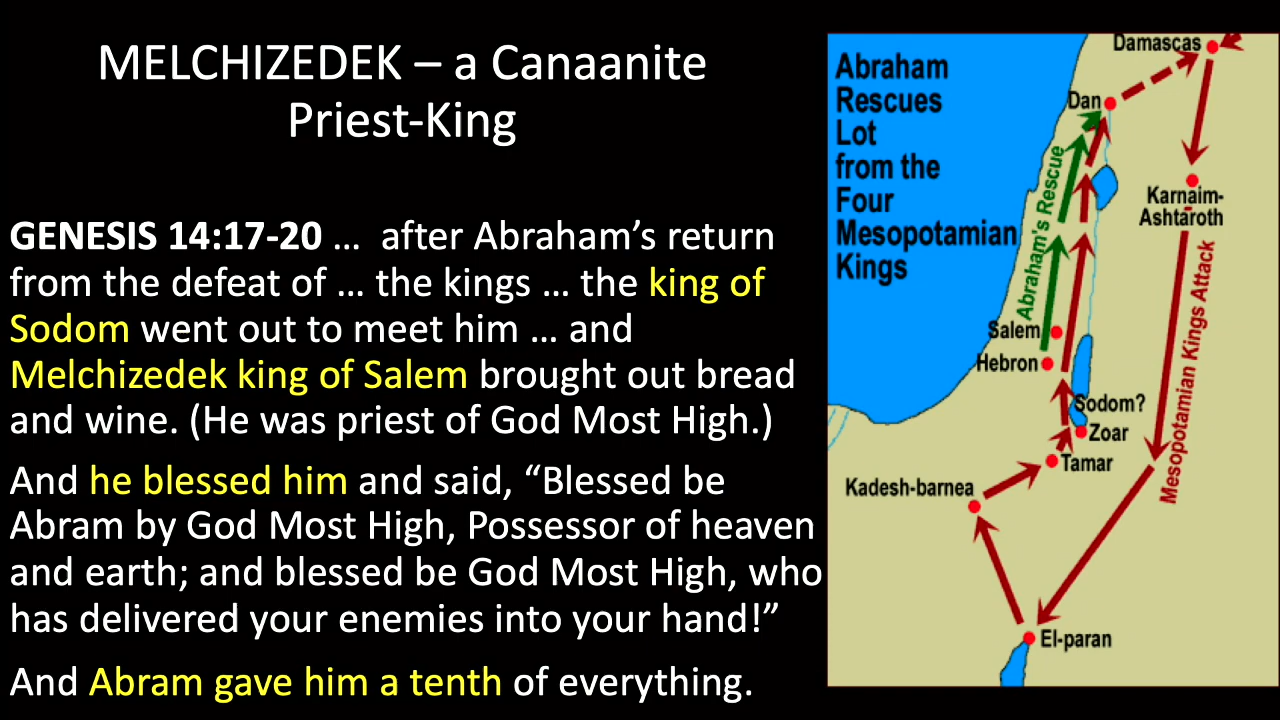 MELCHIZEDEK – a Canaanite
Priest-King
GENESIS 14:17-20 …  after Abraham’s return
from the defeat of … the kings … the king of
Sodom went out to meet him … and
Melchizedek king of Salem brought out bread
and wine. (He was priest of God Most High.)
And he blessed him and said, “Blessed be
Abram by God Most High, Possessor of heaven
and earth; and blessed be God Most High, who
has delivered your enemies into your hand!”
And Abram gave him a tenth of everything.
Abraham
Rescues
Lot
from the
Four
Mesopotamian
Kings
Damascas
Dan
Karnaim-
Ashtaroth
Abraham's Rescue
Mesopotamian Kings Attack
Salem
Hebron
Sodom?
Zoar
Tamar
Kadesh-barnea
El-paran